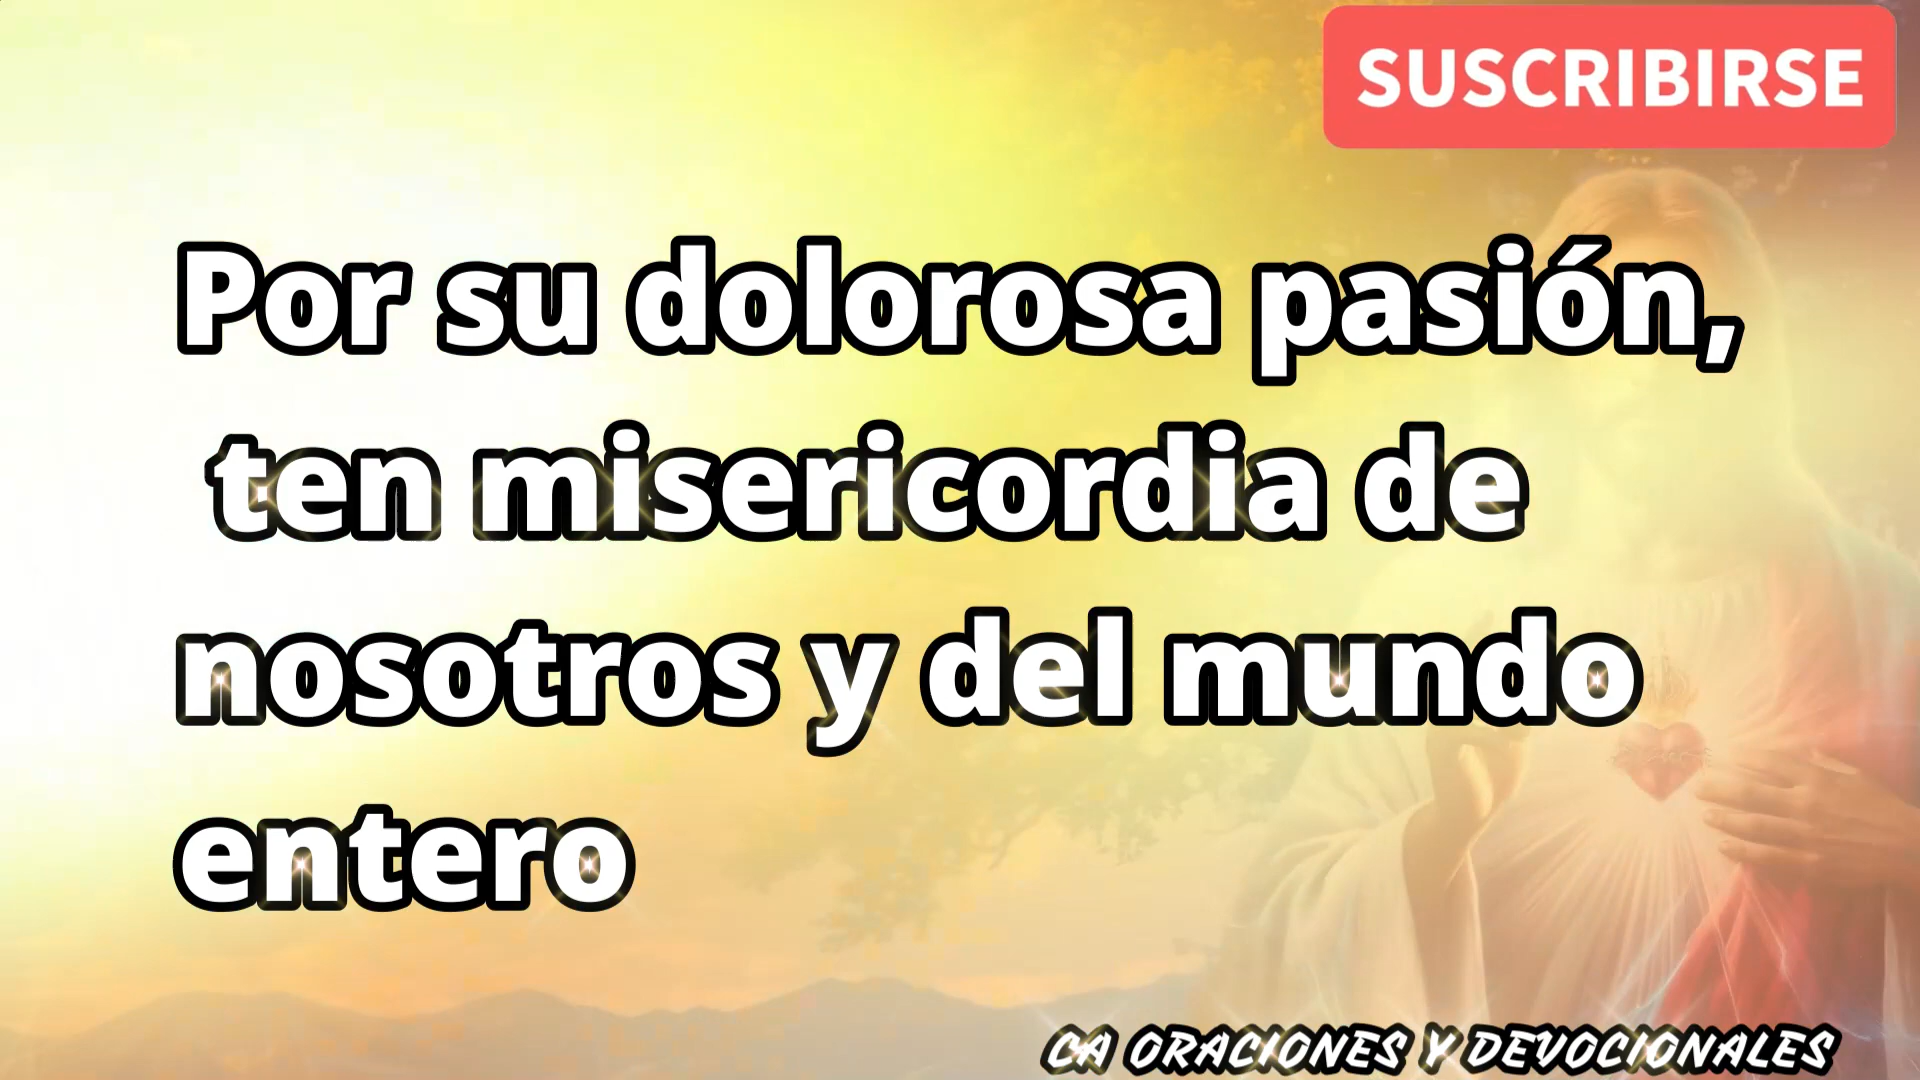 SUSCRIBIRSE
Por su dolorosa pasión,
ten misericordia de
nosotros y del mundo
entero
CA ORACIONES Y DEVOCIONALES